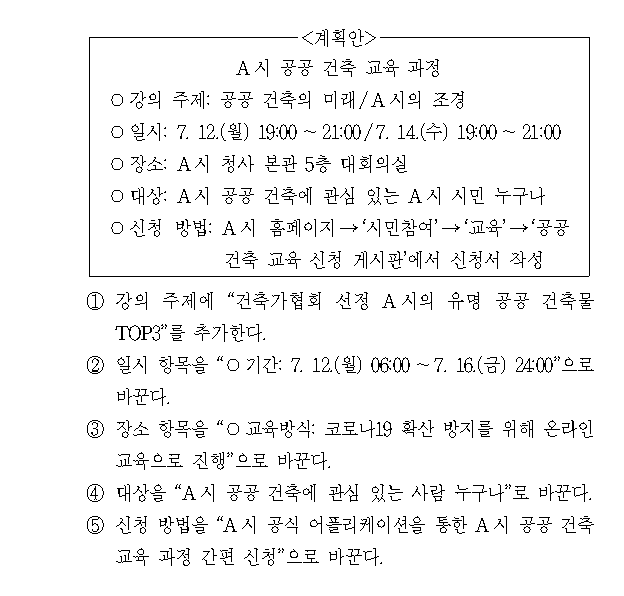 <계획안>
A시 공공 건축 교육 과정
○ 강의 주제: 공공 건축의 미래/A시의 조경
○ 일시: 7. 12.(월) 19:00 ~ 21:00/7. 14.(수) 19:00 ~ 21:00
○ 장소: A시 청사 본관 5층 대회의실
○ 대상: A시 공공 건축에 관심 있는 A시 시민 누구나
○ 신청 방법: A시 홈페이지→‘시민참여’→‘교육’→‘공공
건축 교육 신청 게시판’에서 신청서 작성
① 강의 주제에 “건축가협회 선정 A시의 유명 공공 건축물
TOP3”를 추가한다.
② 일시 항목을 “○ 기간: 7. 12.(월) 06:00 ~ 7. 16.(금) 24:00”으로
바꾼다.
③ 장소 항목을 “○ 교육방식: 코로나19 확산 방지를 위해 온라인
교육으로 진행”으로 바꾼다.
④ 대상을 “A시 공공 건축에 관심 있는 사람 누구나”로 바꾼다.
⑤ 신청 방법을 “A시 공식 어플리케이션을 통한 A시 공공 건축
교육 과정 간편 신청”으로 바꾼다.